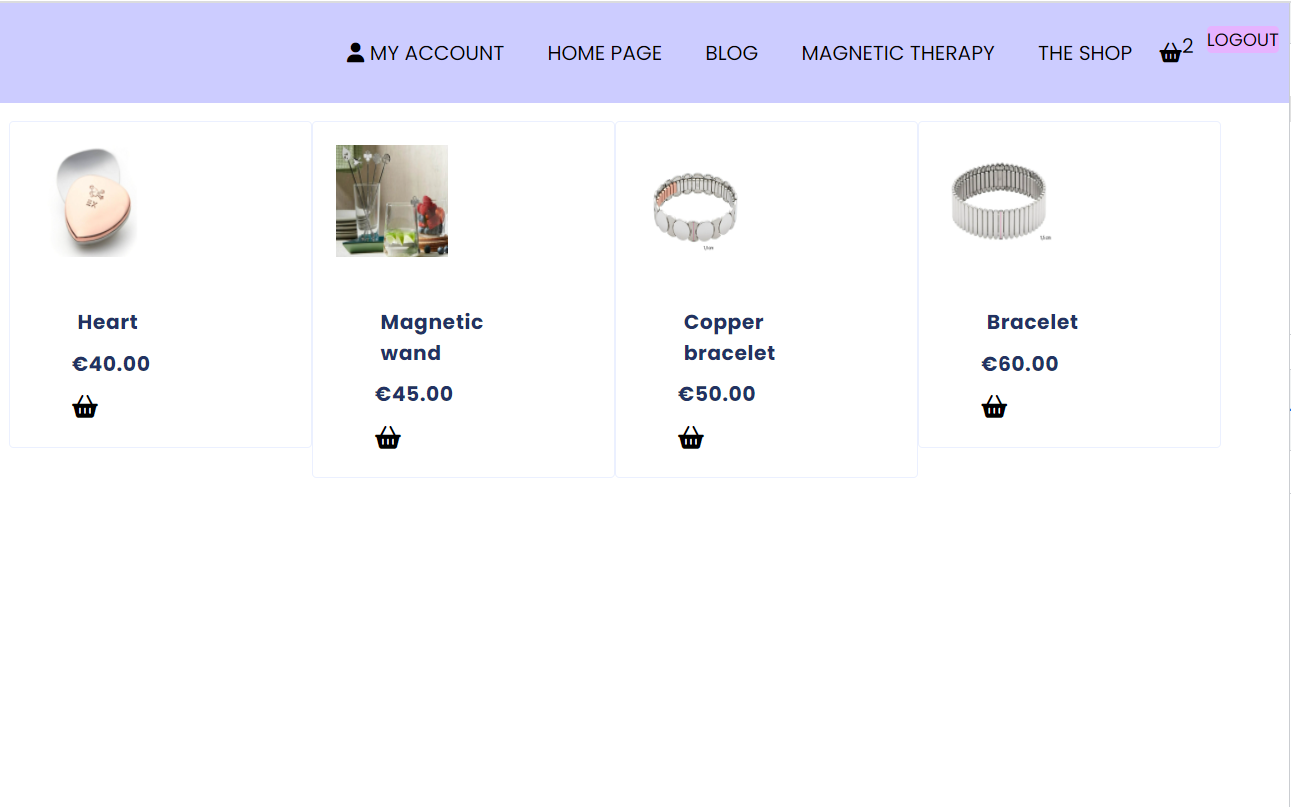 MY ACCOUNT HOME PAGE BLOG MAGNETIC THERAPY THE SHOP 2 LOGOUT
Heart
€40.00
Magnetic
wand
€45.00
Copper
bracelet
€50.00
Bracelet
€60.00